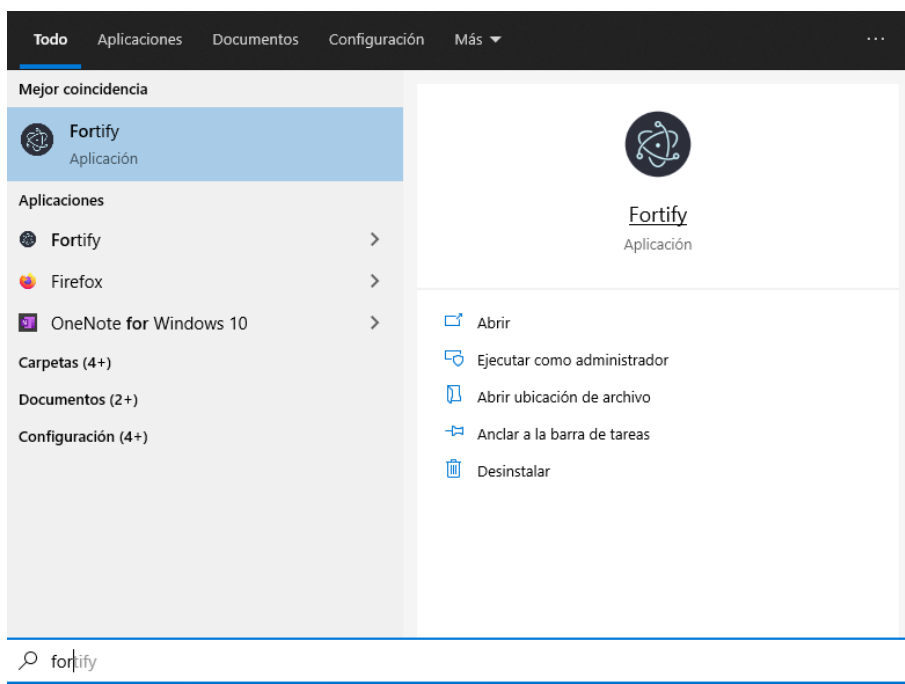 Todo Aplicaciones Documentos Configuración Más ...
Mejor coincidencia
Fortify
Aplicación
Aplicaciones
Fortify
Firefox
OneNote for Windows 10
Carpetas (4+)
Documentos (2+)
Configuración (4+)
Fortify
Aplicación
Abrir
Ejecutar como administrador
Abrir ubicación de archivo
Anclar a la barra de tareas
Desinstalar
fortify